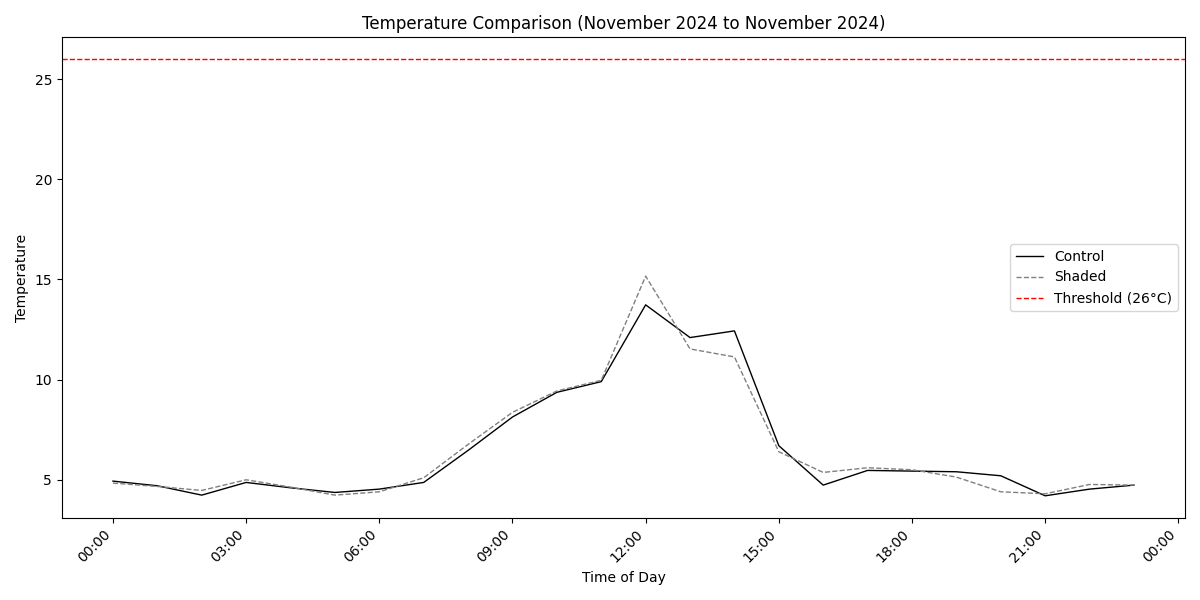 Temperature Comparison (November 2024 to November 2024)
25
20
15
10
5
Temperature
Control
Shaded
Threshold (26°C)
00:00
03:00
06:00
09:00
12:00
15:00
18:00
21:00
00:00
Time of Day